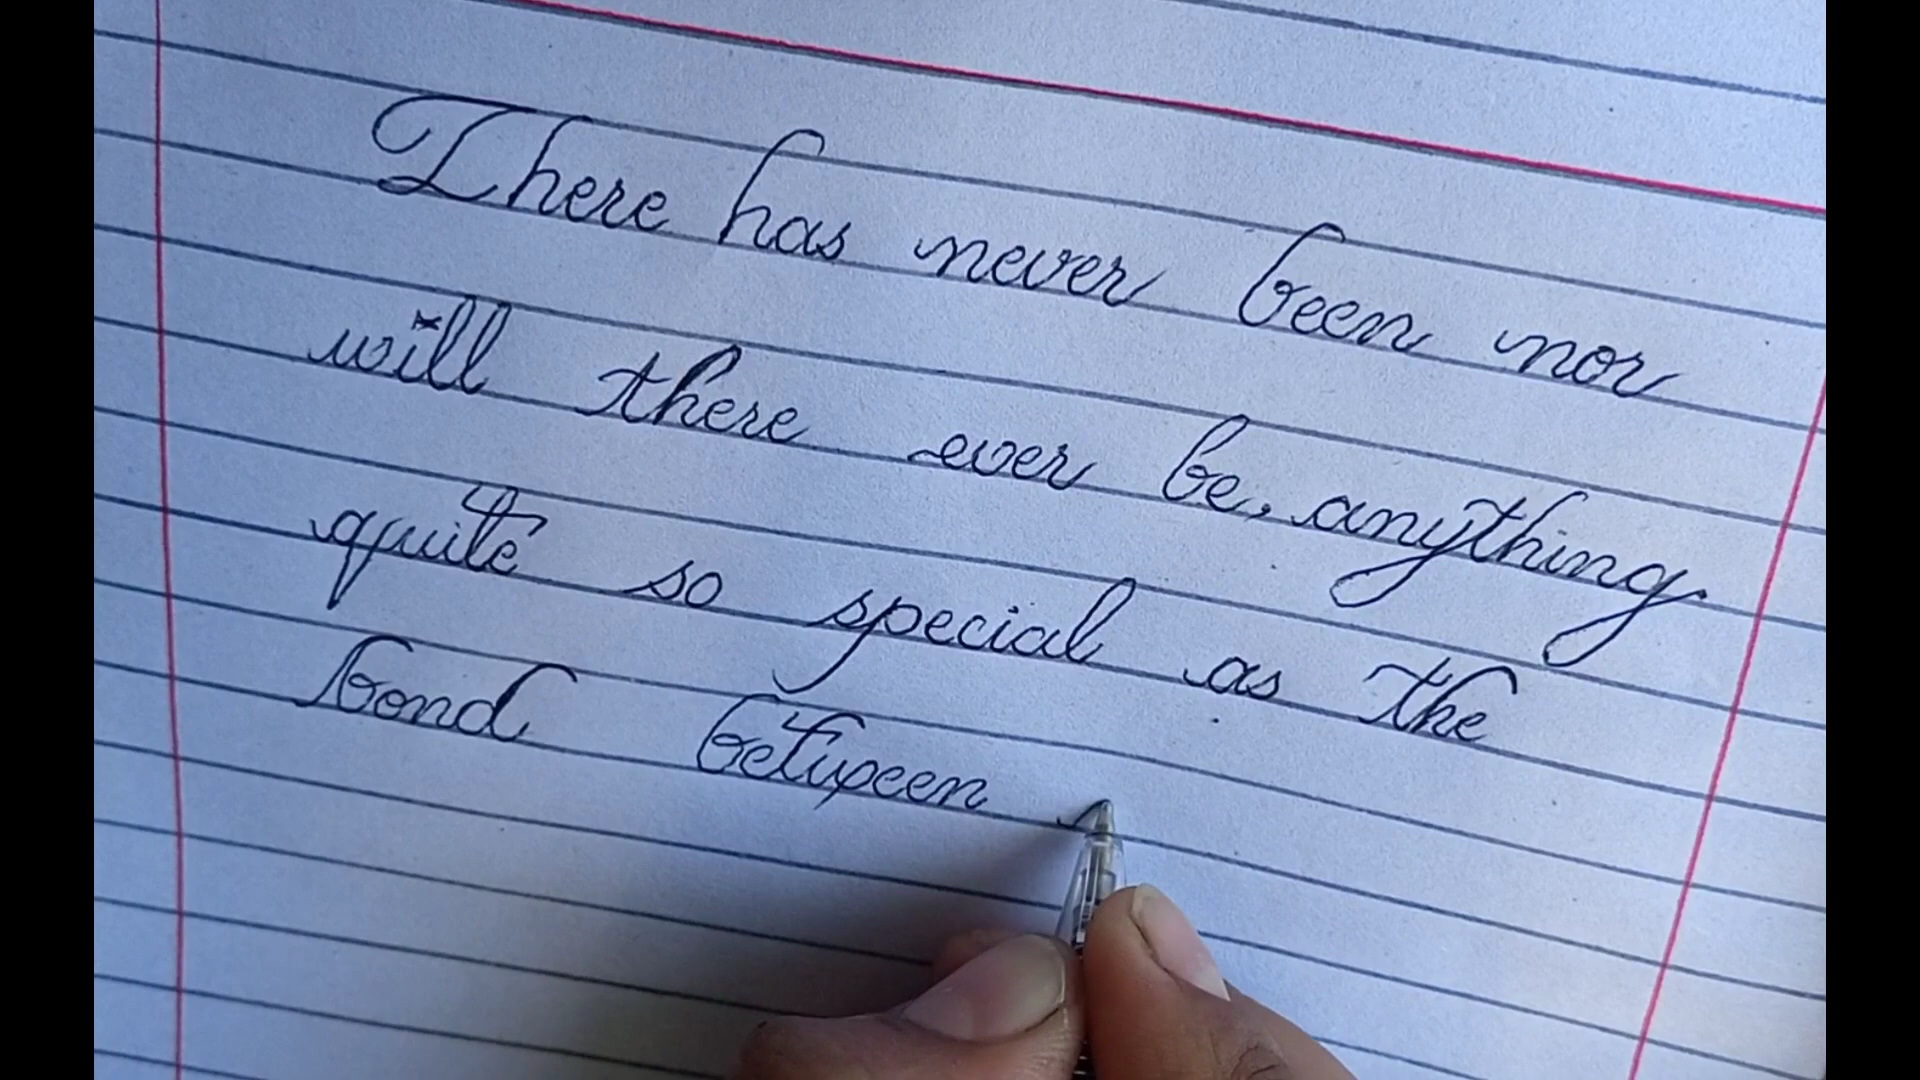 There has never been nor
will there ever be, anything.
quite so special as the
bond between